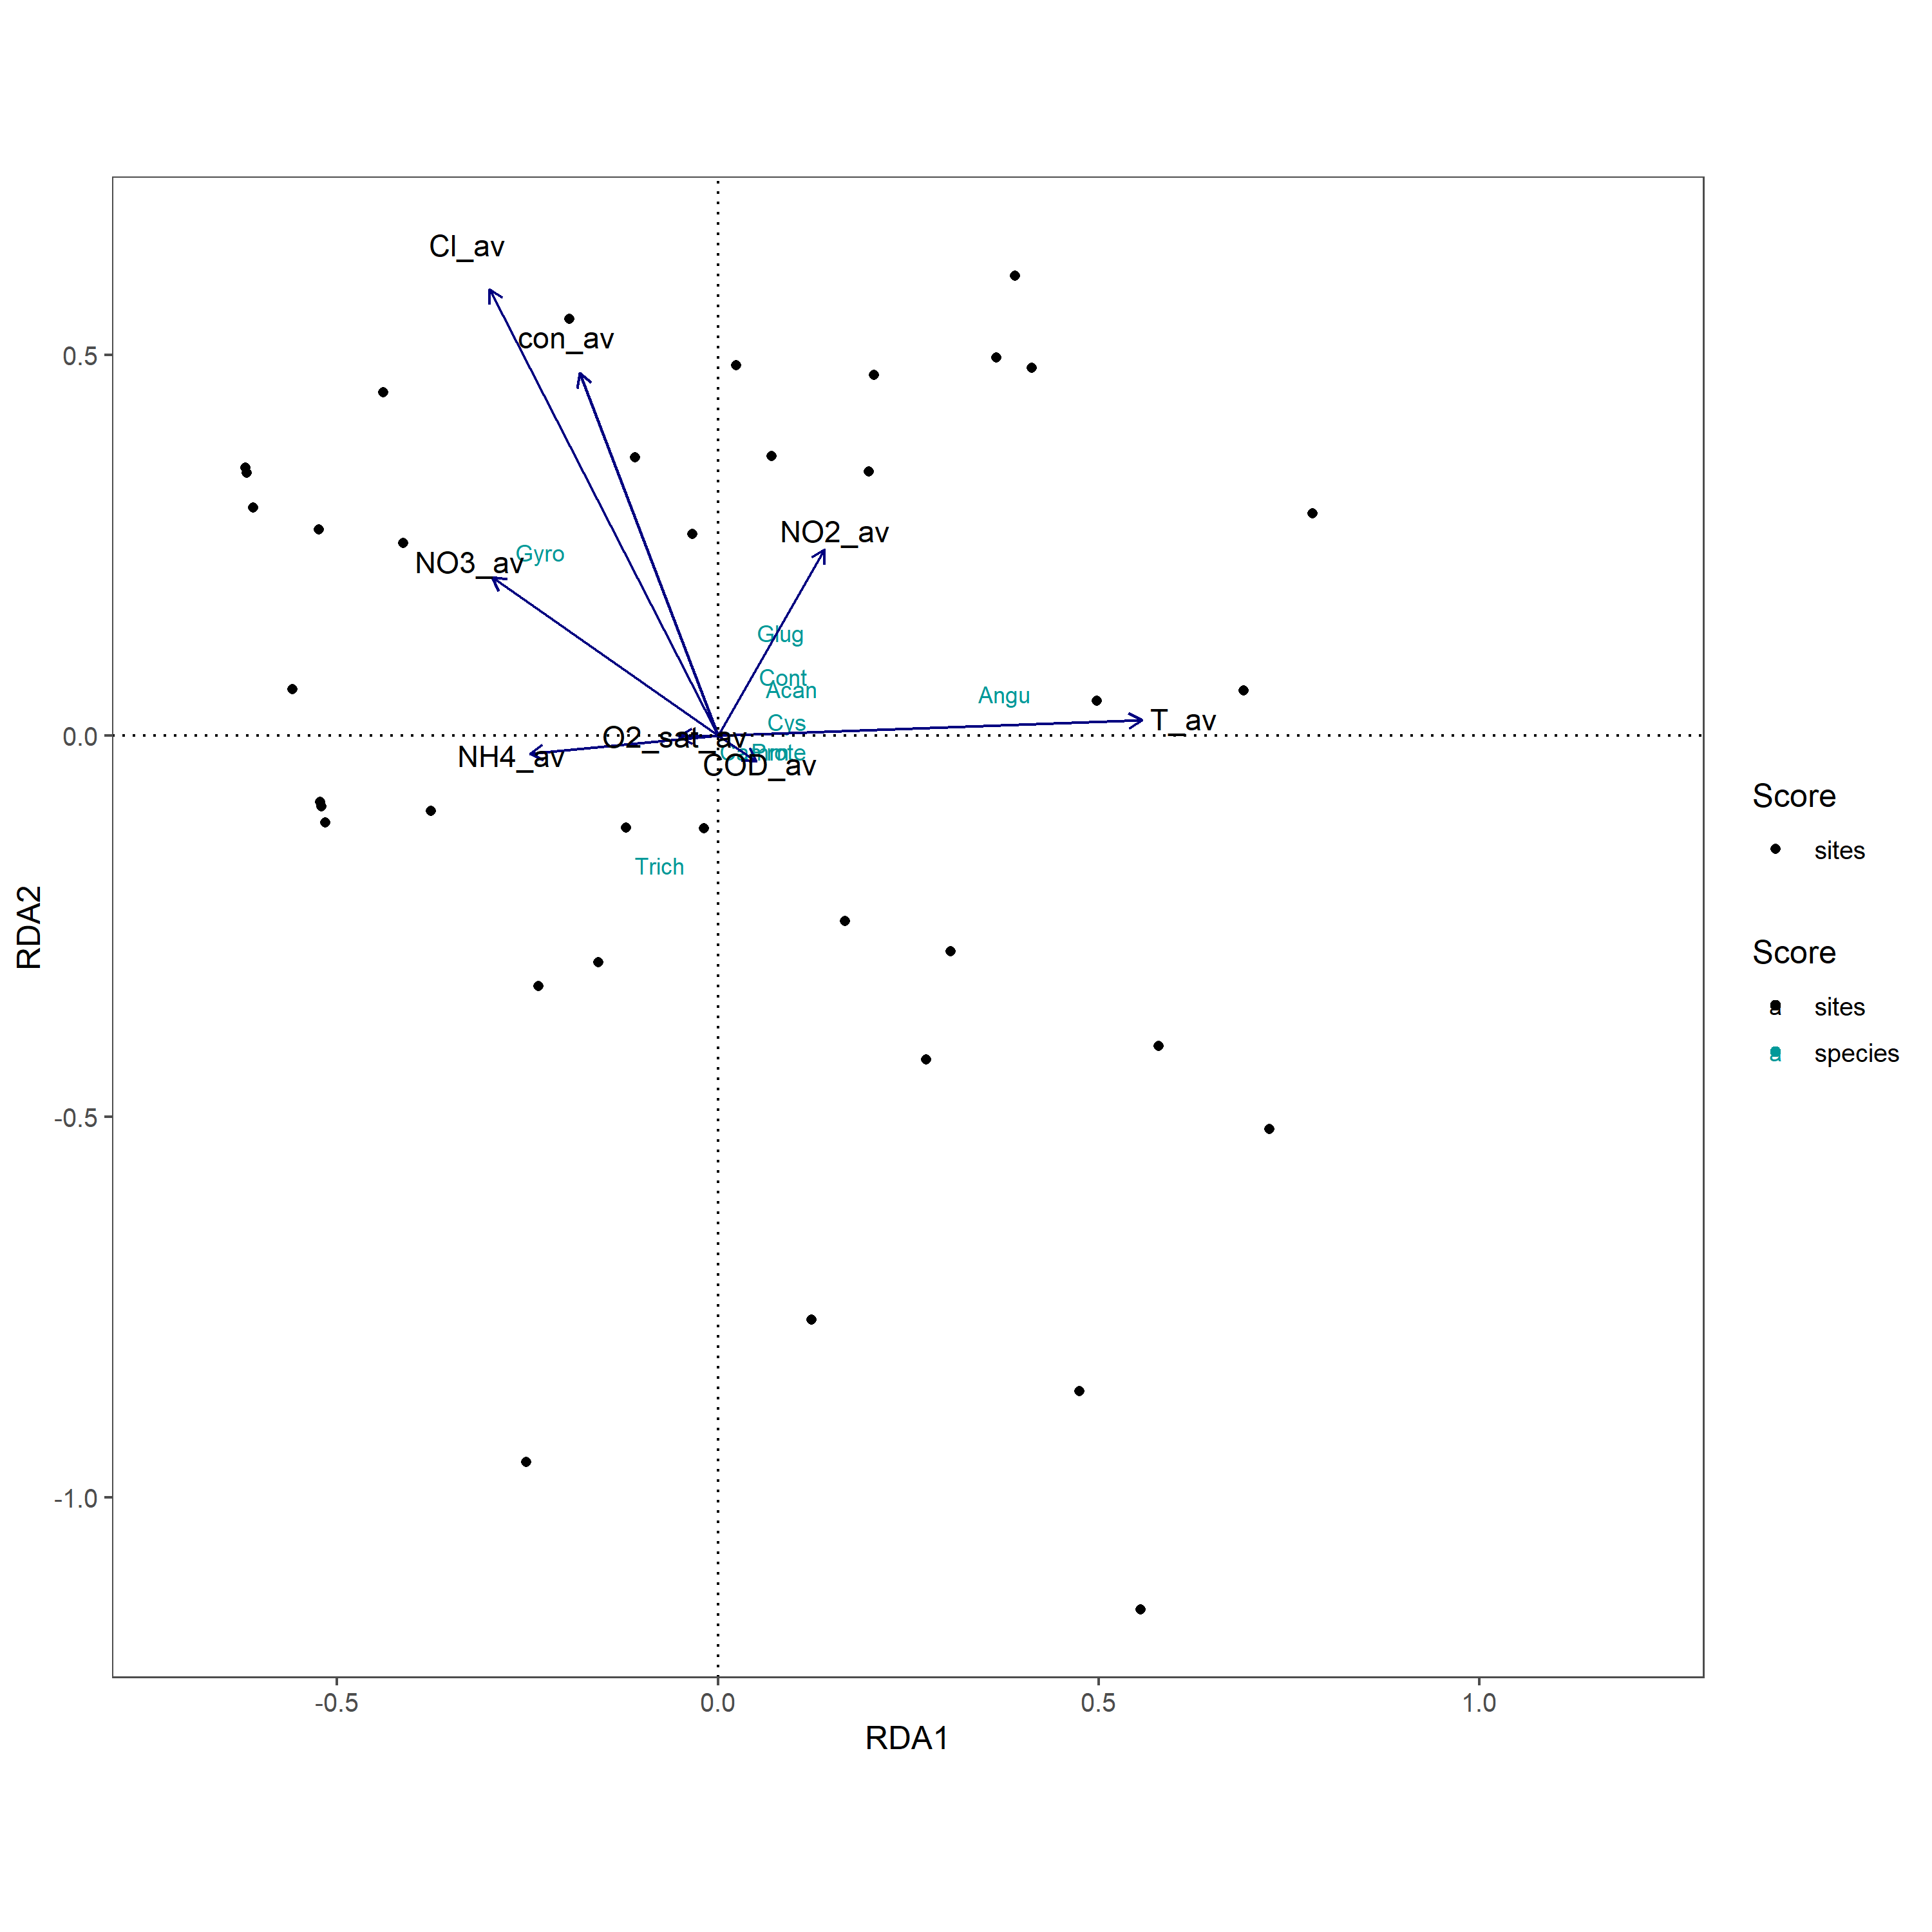 Cl_av
con_av
0.5
NO2_av
NO3_av
Gyro
Glug
Cont
Acan
Angu
Cys
T_av
0.0
O2_sat_av
NH4_av
COD_av
Score
sites
Trich
RDA2
Score
sites
a
species
a
-0.5
-1.0
-0.5
0.0
0.5
1.0
RDA1